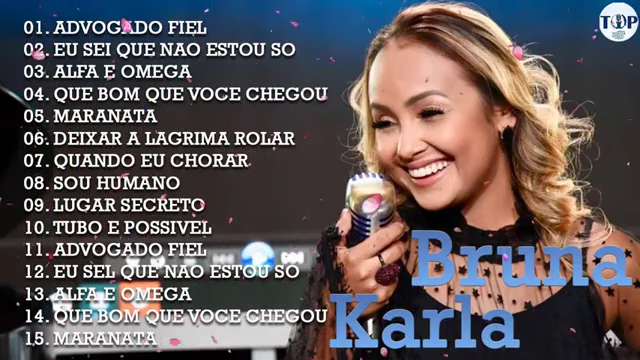 01. ADVOGADO FIEL
02. EU SEI QUE NAO ESTOU SO
03. ALFA E OMEGA
04. QUE BOM QUE VOCE CHEGOU
05. MARANATA
06. DEIXAR A LAGRIMA ROLAR
07. QUANDO EU CHORAR
08. SOU HUMANO
09. LUGAR SECRETO
10. TUBO E POSSIVEL
11. ADVOGADO FIEL
12. EU SEL QUE NAO ESTOU SO
13. ALFA E OMEGA
14. QUE BOM QUE VOCE CHEGOU
15. MARANATA
TOP
Bruna
Karla